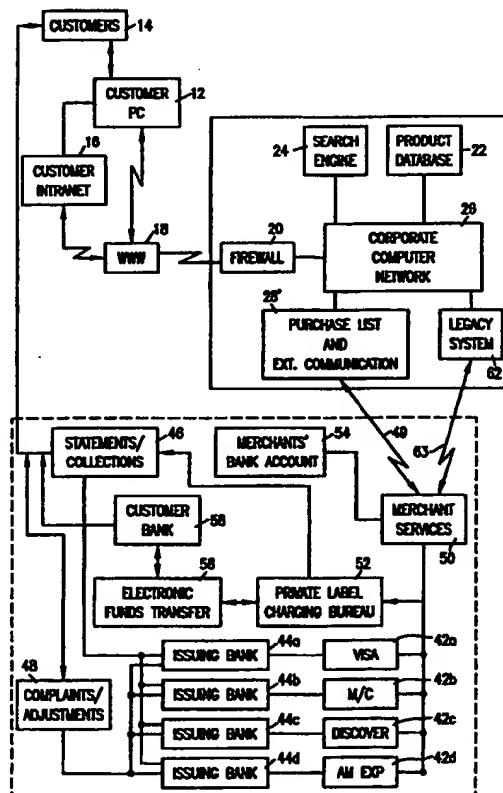 CUSTOMERS
14
CUSTOMER
PC
12
16
CUSTOMER
INTRANET
18
WWW
24
SEARCH
ENGINE
PRODUCT
DATABASE
22
20
FIREWALL
26
CORPORATE
COMPUTER
NETWORK
28'
PURCHASE LIST
AND
EXT. COMMUNICATION
LEGACY
SYSTEM
62
STATEMENTS/
COLLECTIONS
46
MERCHANTS'
BANK ACCOUNT
54
49
63
MERCHANT
SERVICES
50
CUSTOMER
BANK
58
ELECTRONIC
FUNDS TRANSFER
56
PRIVATE LABEL
CHARGING BUREAU
52
48
COMPLAINTS/
ADJUSTMENTS
ISSUING BANK
44a
VISA
42a
ISSUING BANK
44b
M/C
42b
ISSUING BANK
44c
DISCOVER
42c
ISSUING BANK
44d
AM EXP
42d